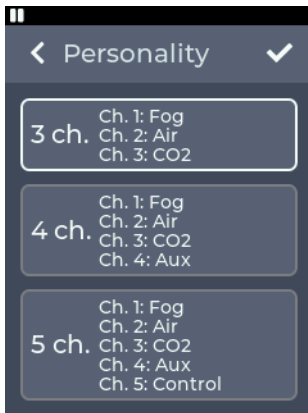 Personality
3 ch.
Ch. 1: Fog
Ch. 2: Air
Ch. 3: CO2
4 ch.
Ch. 1: Fog
Ch. 2: Air
Ch. 3: CO2
Ch. 4: Aux
5 ch.
Ch. 1: Fog
Ch. 2: Air
Ch. 3: CO2
Ch. 4: Aux
Ch. 5: Control